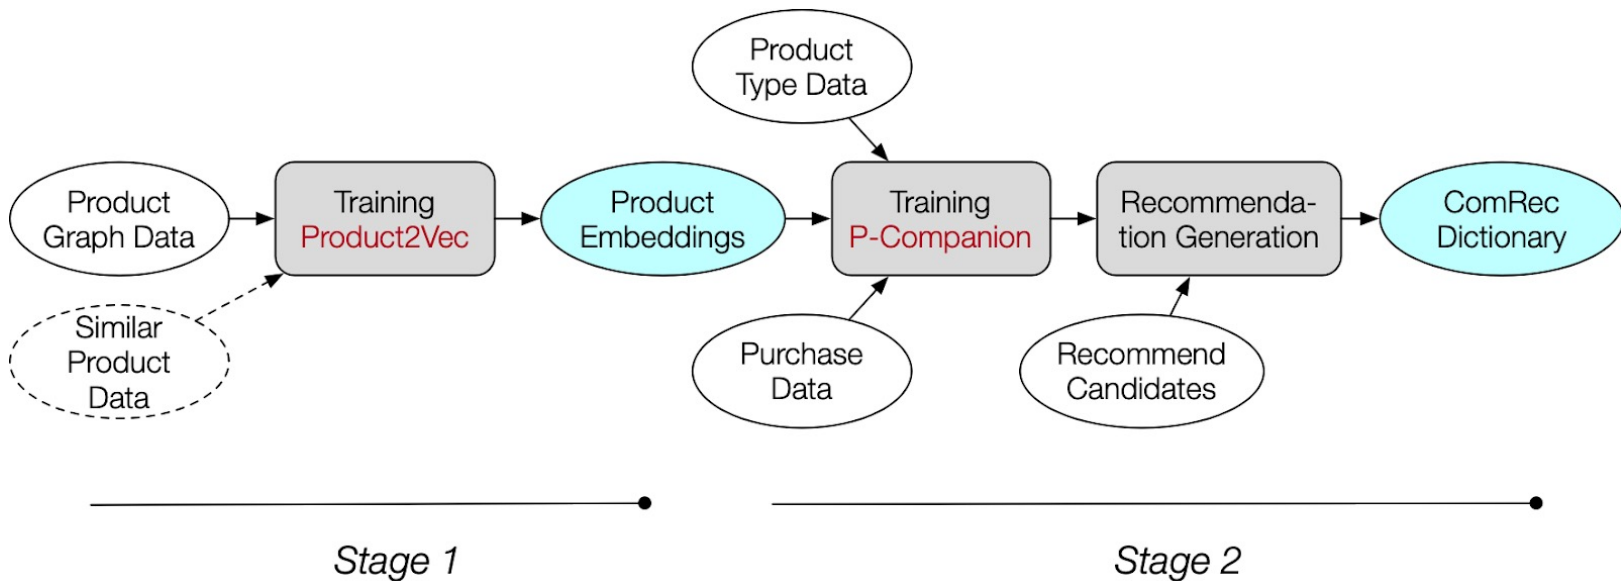 Product
Type Data
Product
Graph Data
Training
Product2Vec
Product
Embeddings
Training
P-Companion
Recommenda-
tion Generation
ComRec
Dictionary
Similar
Product
Data
Purchase
Data
Recommend
Candidates
Stage 1
Stage 2